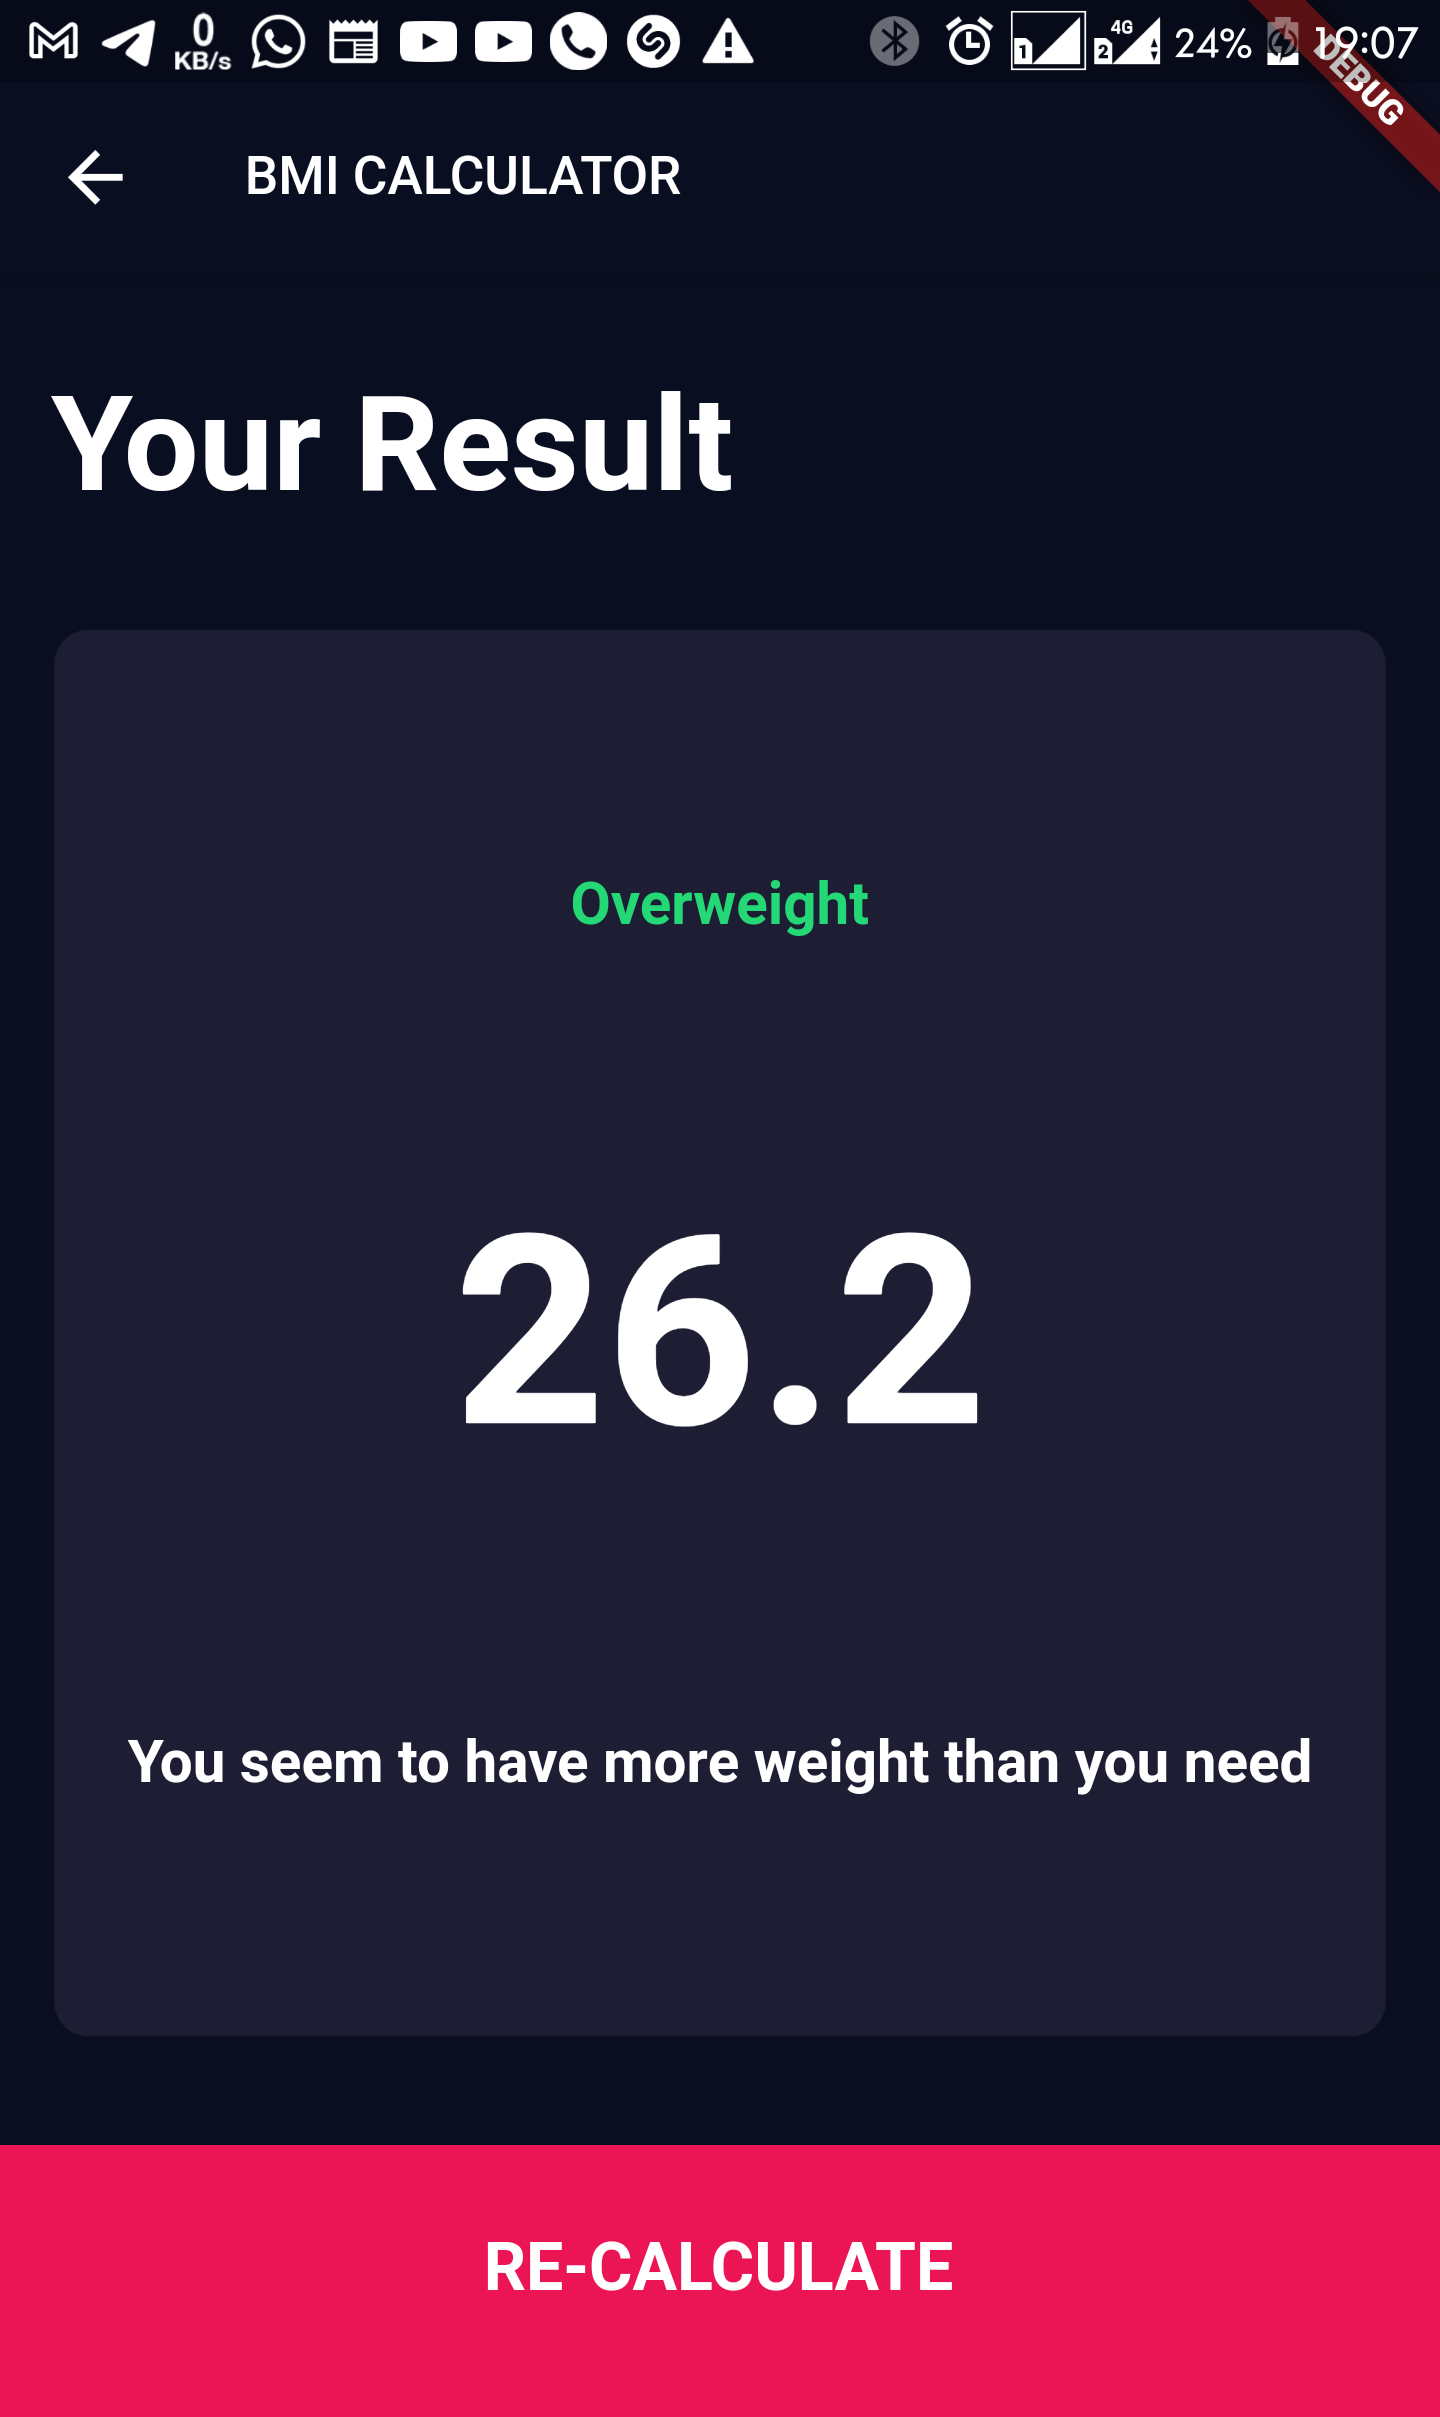 0
KB/s
1
4G
2
24%
19:07
DEBUG
BMI CALCULATOR
Your Result
Overweight
26.2
You seem to have more weight than you need
RE-CALCULATE